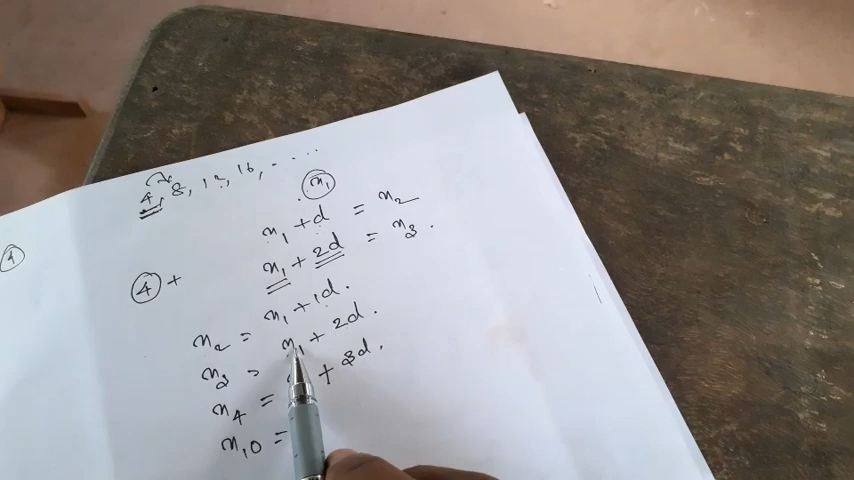 4, 8, 12, 16, - ....
n₁
n₁ + d = n₂
n₁ + 2d = n₃.
4 +
n₂ = n₁ + 1d.
n₃ = n₁ + 2d.
n₄ = + 3d.
n₁₀ =